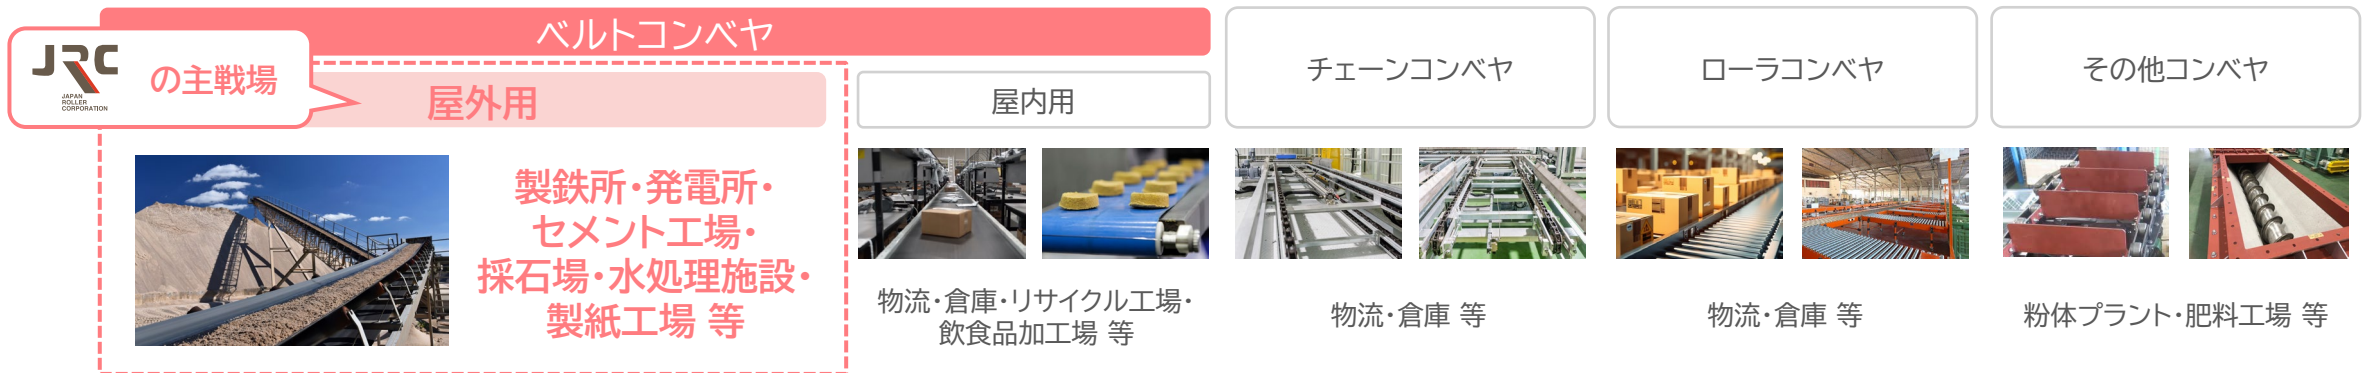 ベルトコンベヤ
JRC
JAPAN
ROLLER
CORPORATION
の主戦場
屋外用
製鉄所・発電所・
セメント工場・
採石場・水処理施設・
製紙工場 等
屋内用
物流・倉庫・リサイクル工場・
飲食品加工場 等
チェーンコンベヤ
物流・倉庫 等
ローラコンベヤ
物流・倉庫 等
その他コンベヤ
粉体プラント・肥料工場 等